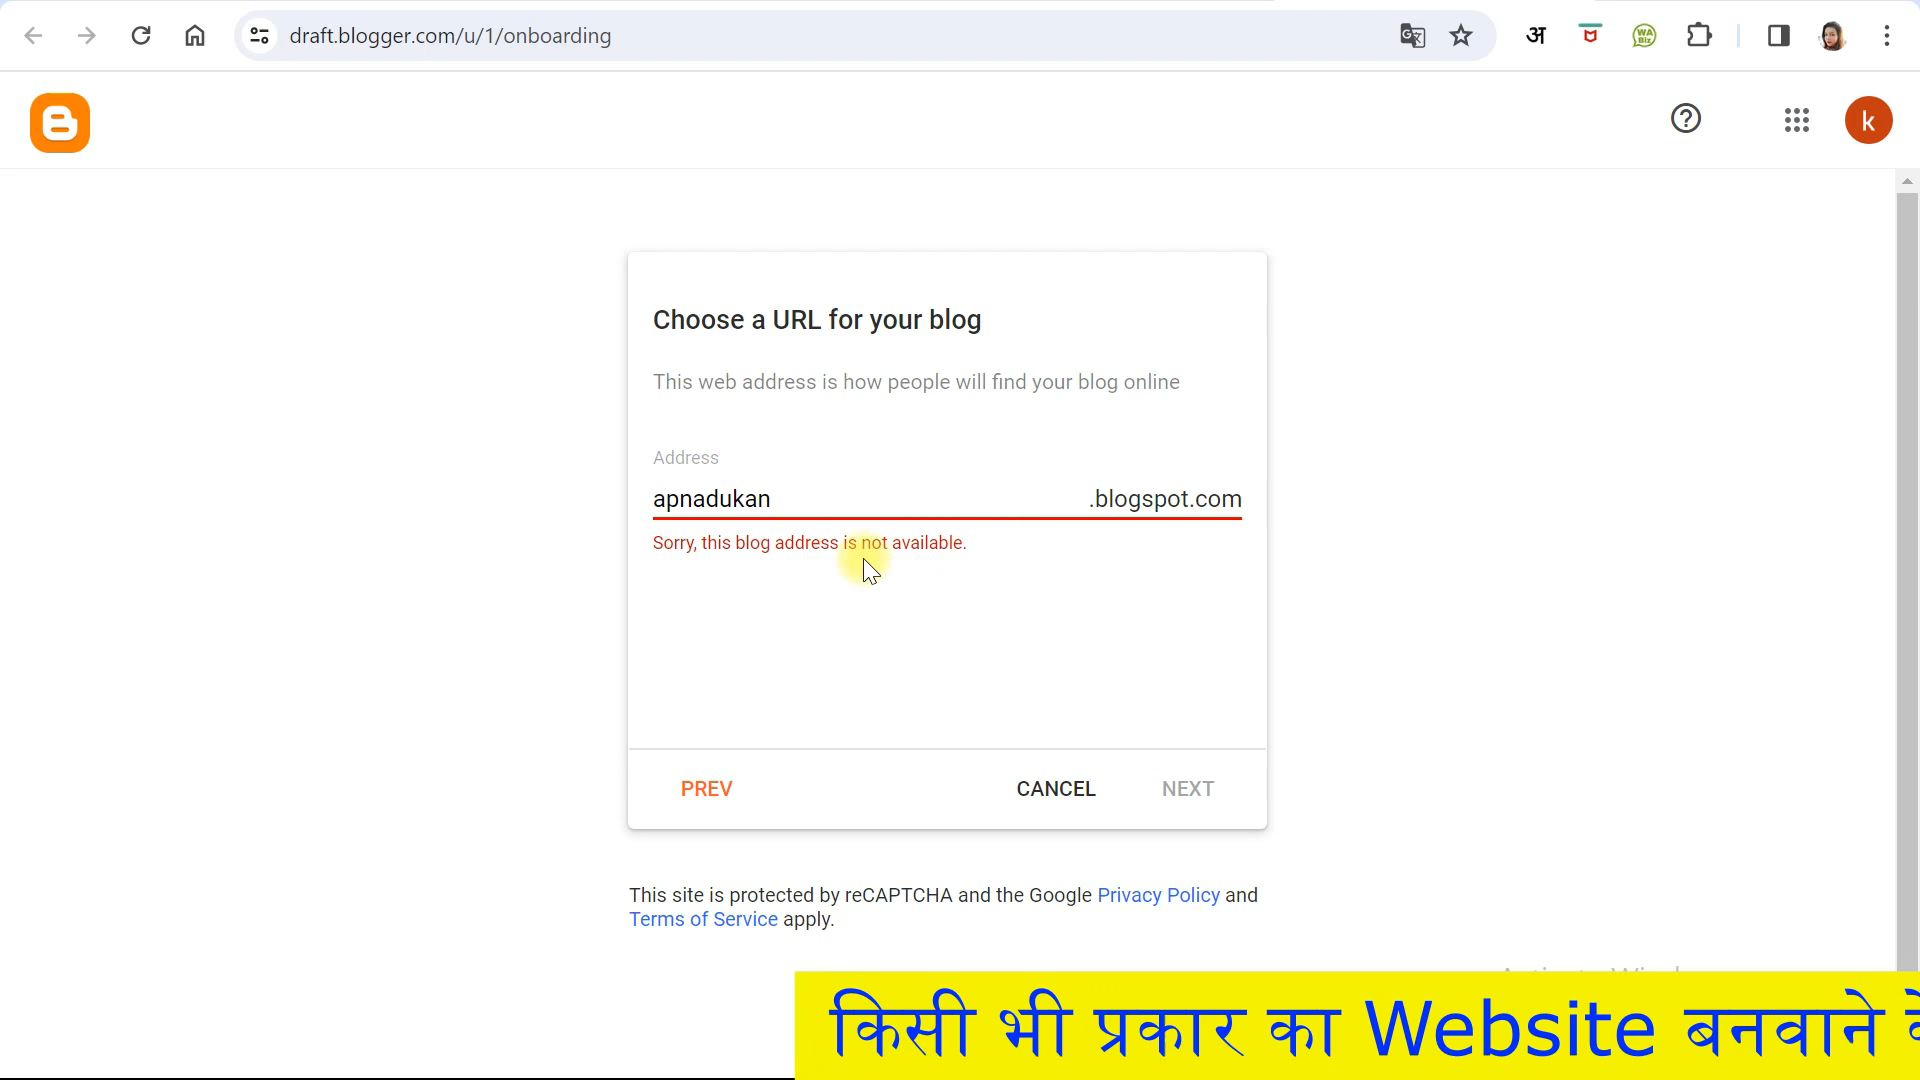 draft.blogger.com/u/1/onboarding
अ
WA
Biz
k
Choose a URL for your blog
This web address is how people will find your blog online
Address
apnadukan .blogspot.com
Sorry, this blog address is not available.
PREV CANCEL NEXT
This site is protected by reCAPTCHA and the Google Privacy Policy and
Terms of Service apply.
किसी भी प्रकार का Website बनवाने